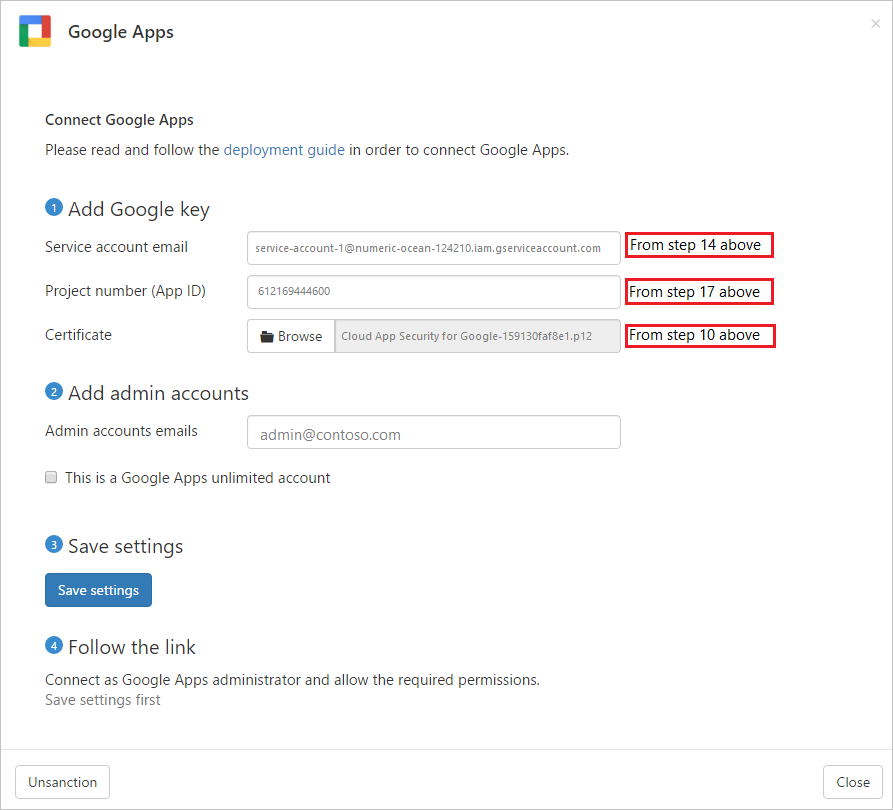 Google Apps
×
Connect Google Apps
Please read and follow the deployment guide in order to connect Google Apps.
1 Add Google key
Service account email service-account-1@numeric-ocean-124210.iam.gserviceaccount.com From step 14 above
Project number (App ID) 612169444600 From step 17 above
Certificate Browse Cloud App Security for Google-159130faf8e1.p12 From step 10 above
2 Add admin accounts
Admin accounts emails admin@contoso.com
This is a Google Apps unlimited account
3 Save settings
Save settings
4 Follow the link
Connect as Google Apps administrator and allow the required permissions.
Save settings first
Unsanction Close